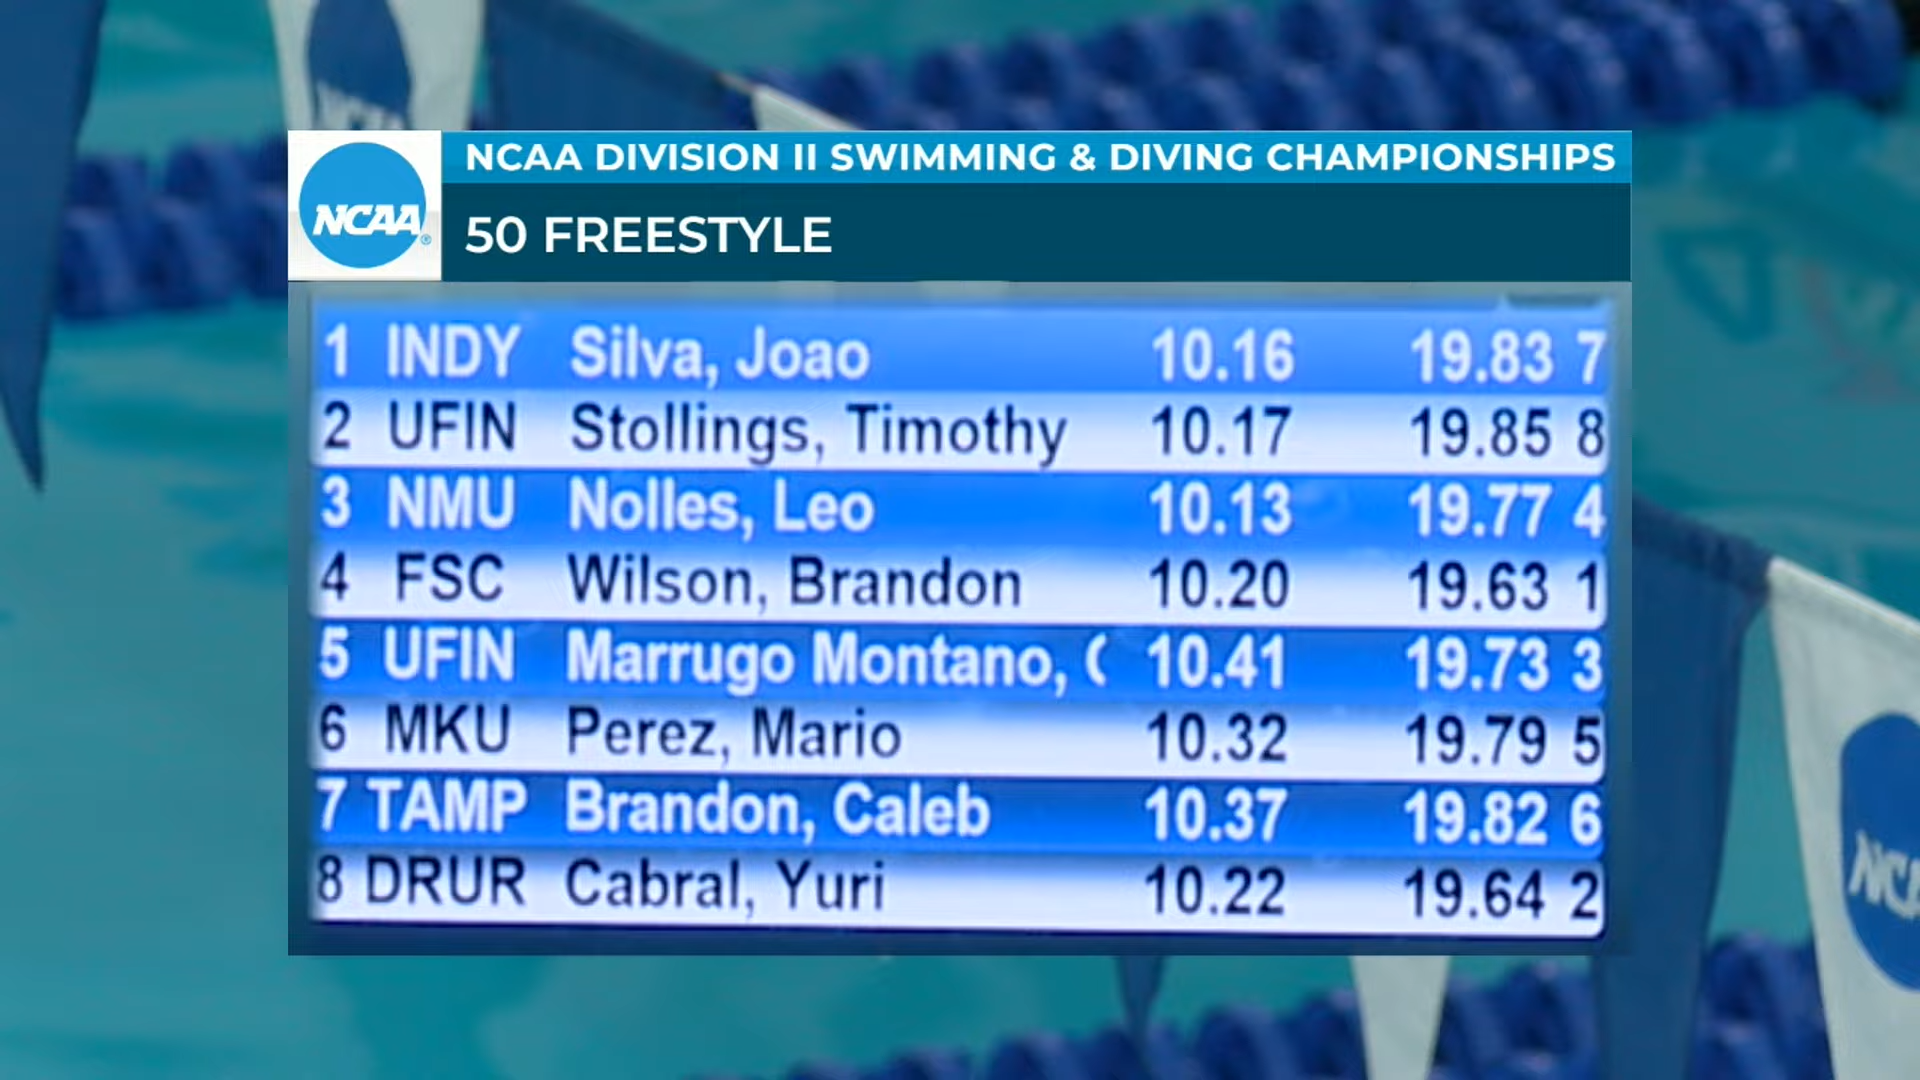 NCAA
NCAA DIVISION II SWIMMING & DIVING CHAMPIONSHIPS
NCAA®
50 FREESTYLE
1 INDY Silva, Joao 10.16 19.83 7
2 UFIN Stollings, Timothy 10.17 19.85 8
3 NMU Nolles, Leo 10.13 19.77 4
4 FSC Wilson, Brandon 10.20 19.63 1
5 UFIN Marrugo Montano, 10.41 19.73 3
6 MKU Perez, Mario 10.32 19.79 5
7 TAMP Brandon, Caleb 10.37 19.82 6
8 DRUR Cabral, Yuri 10.22 19.64 2
NCA